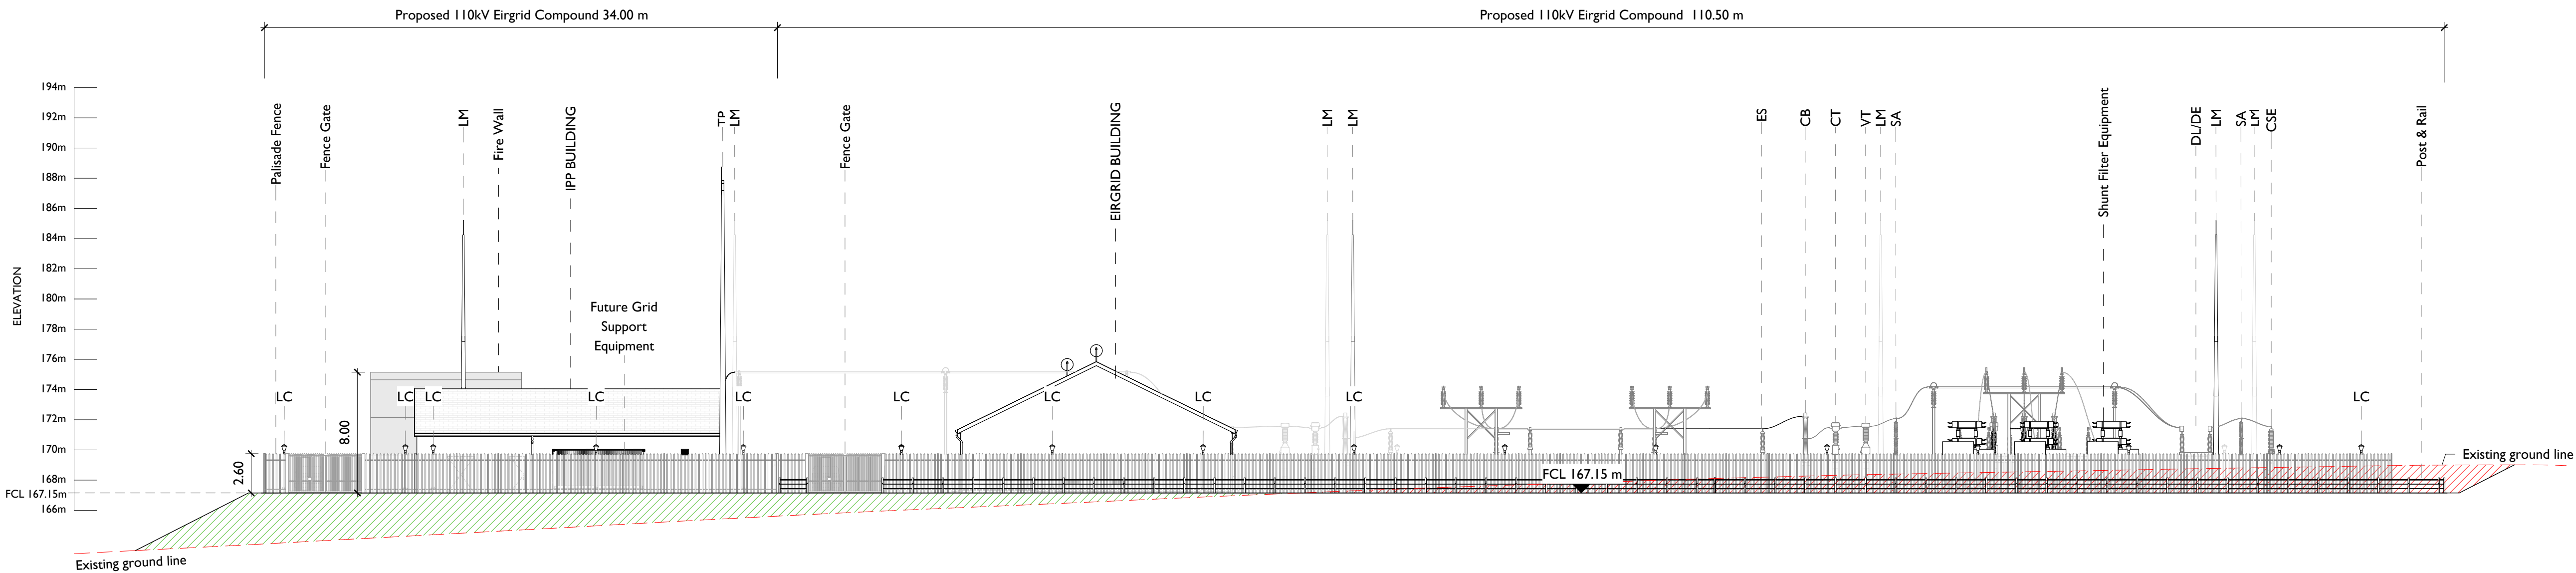 Proposed 110kV Eirgrid Compound 34.00 m
Proposed 110kV Eirgrid Compound 110.50 m
ELEVATION
194m
192m
190m
188m
186m
184m
182m
180m
178m
176m
174m
172m
170m
168m
FCL 167.15m
166m
Palisade Fence
Fence Gate
LM
Fire Wall
IPP BUILDING
TP
LM
Fence Gate
EIRGRID BUILDING
LM
LM
ES
CB
CT
VT
LM
SA
Shunt Filter Equipment
DL/DE
LM
SA
LM
CSE
Post & Rail
Future Grid
Support
Equipment
LC
LC
LC
LC
LC
LC
LC
LC
LC
LC
8.00
2.60
FCL 167.15 m
Existing ground line
Existing ground line